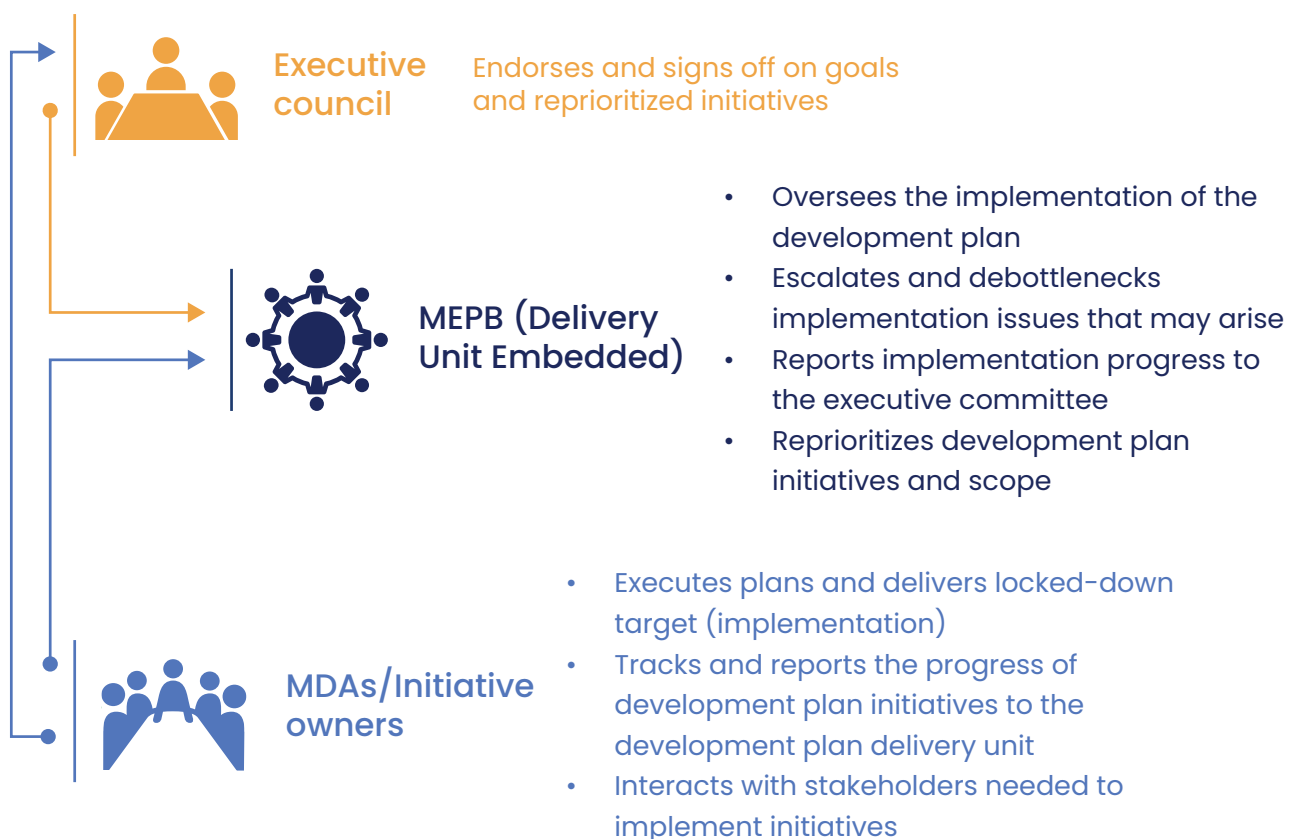 Executive
council
Endorses and signs off on goals
and reprioritized initiatives
MEPB (Delivery
Unit Embedded)
• Oversees the implementation of the
development plan
• Escalates and debottlenecks
implementation issues that may arise
• Reports implementation progress to
the executive committee
• Reprioritizes development plan
initiatives and scope
MDAs/Initiative
owners
• Executes plans and delivers locked-down
target (implementation)
• Tracks and reports the progress of
development plan initiatives to the
development plan delivery unit
• Interacts with stakeholders needed to
implement initiatives